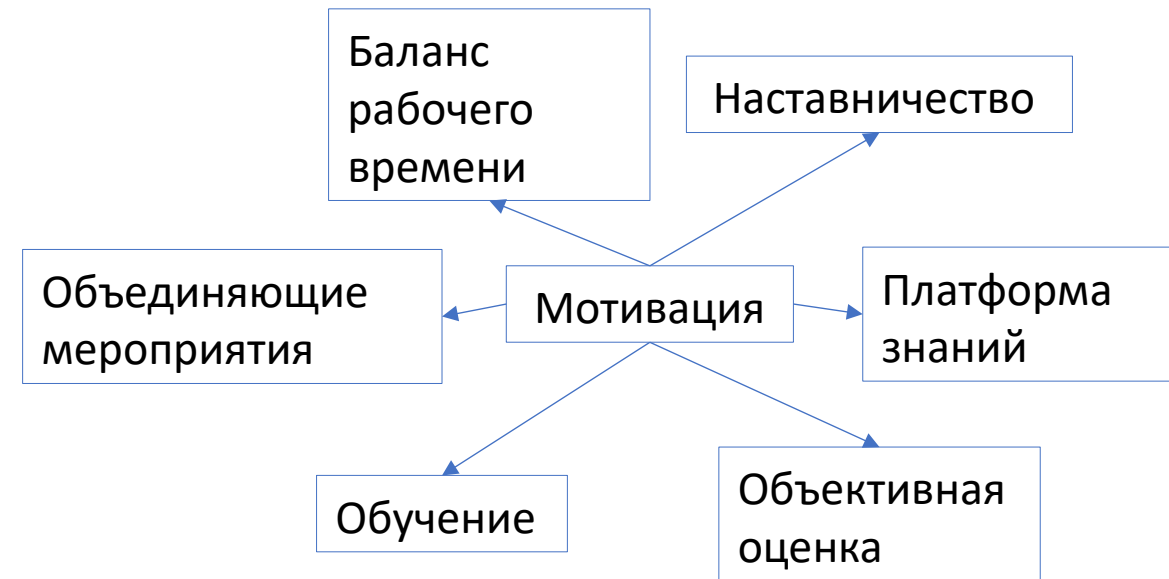 Баланс
рабочего
времени
Наставничество
Объединяющие
мероприятия
Мотивация
Платформа
знаний
Обучение
Объективная
оценка